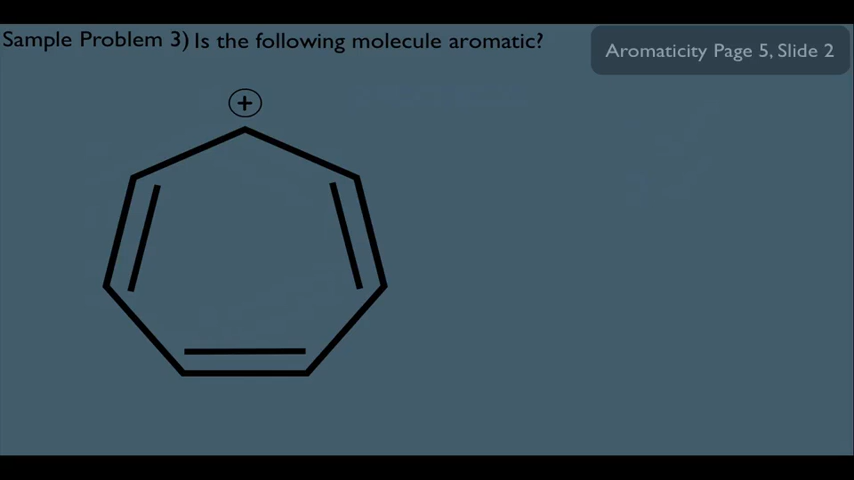 Sample Problem 3) Is the following molecule aromatic?
Aromaticity Page 5, Slide 2
+